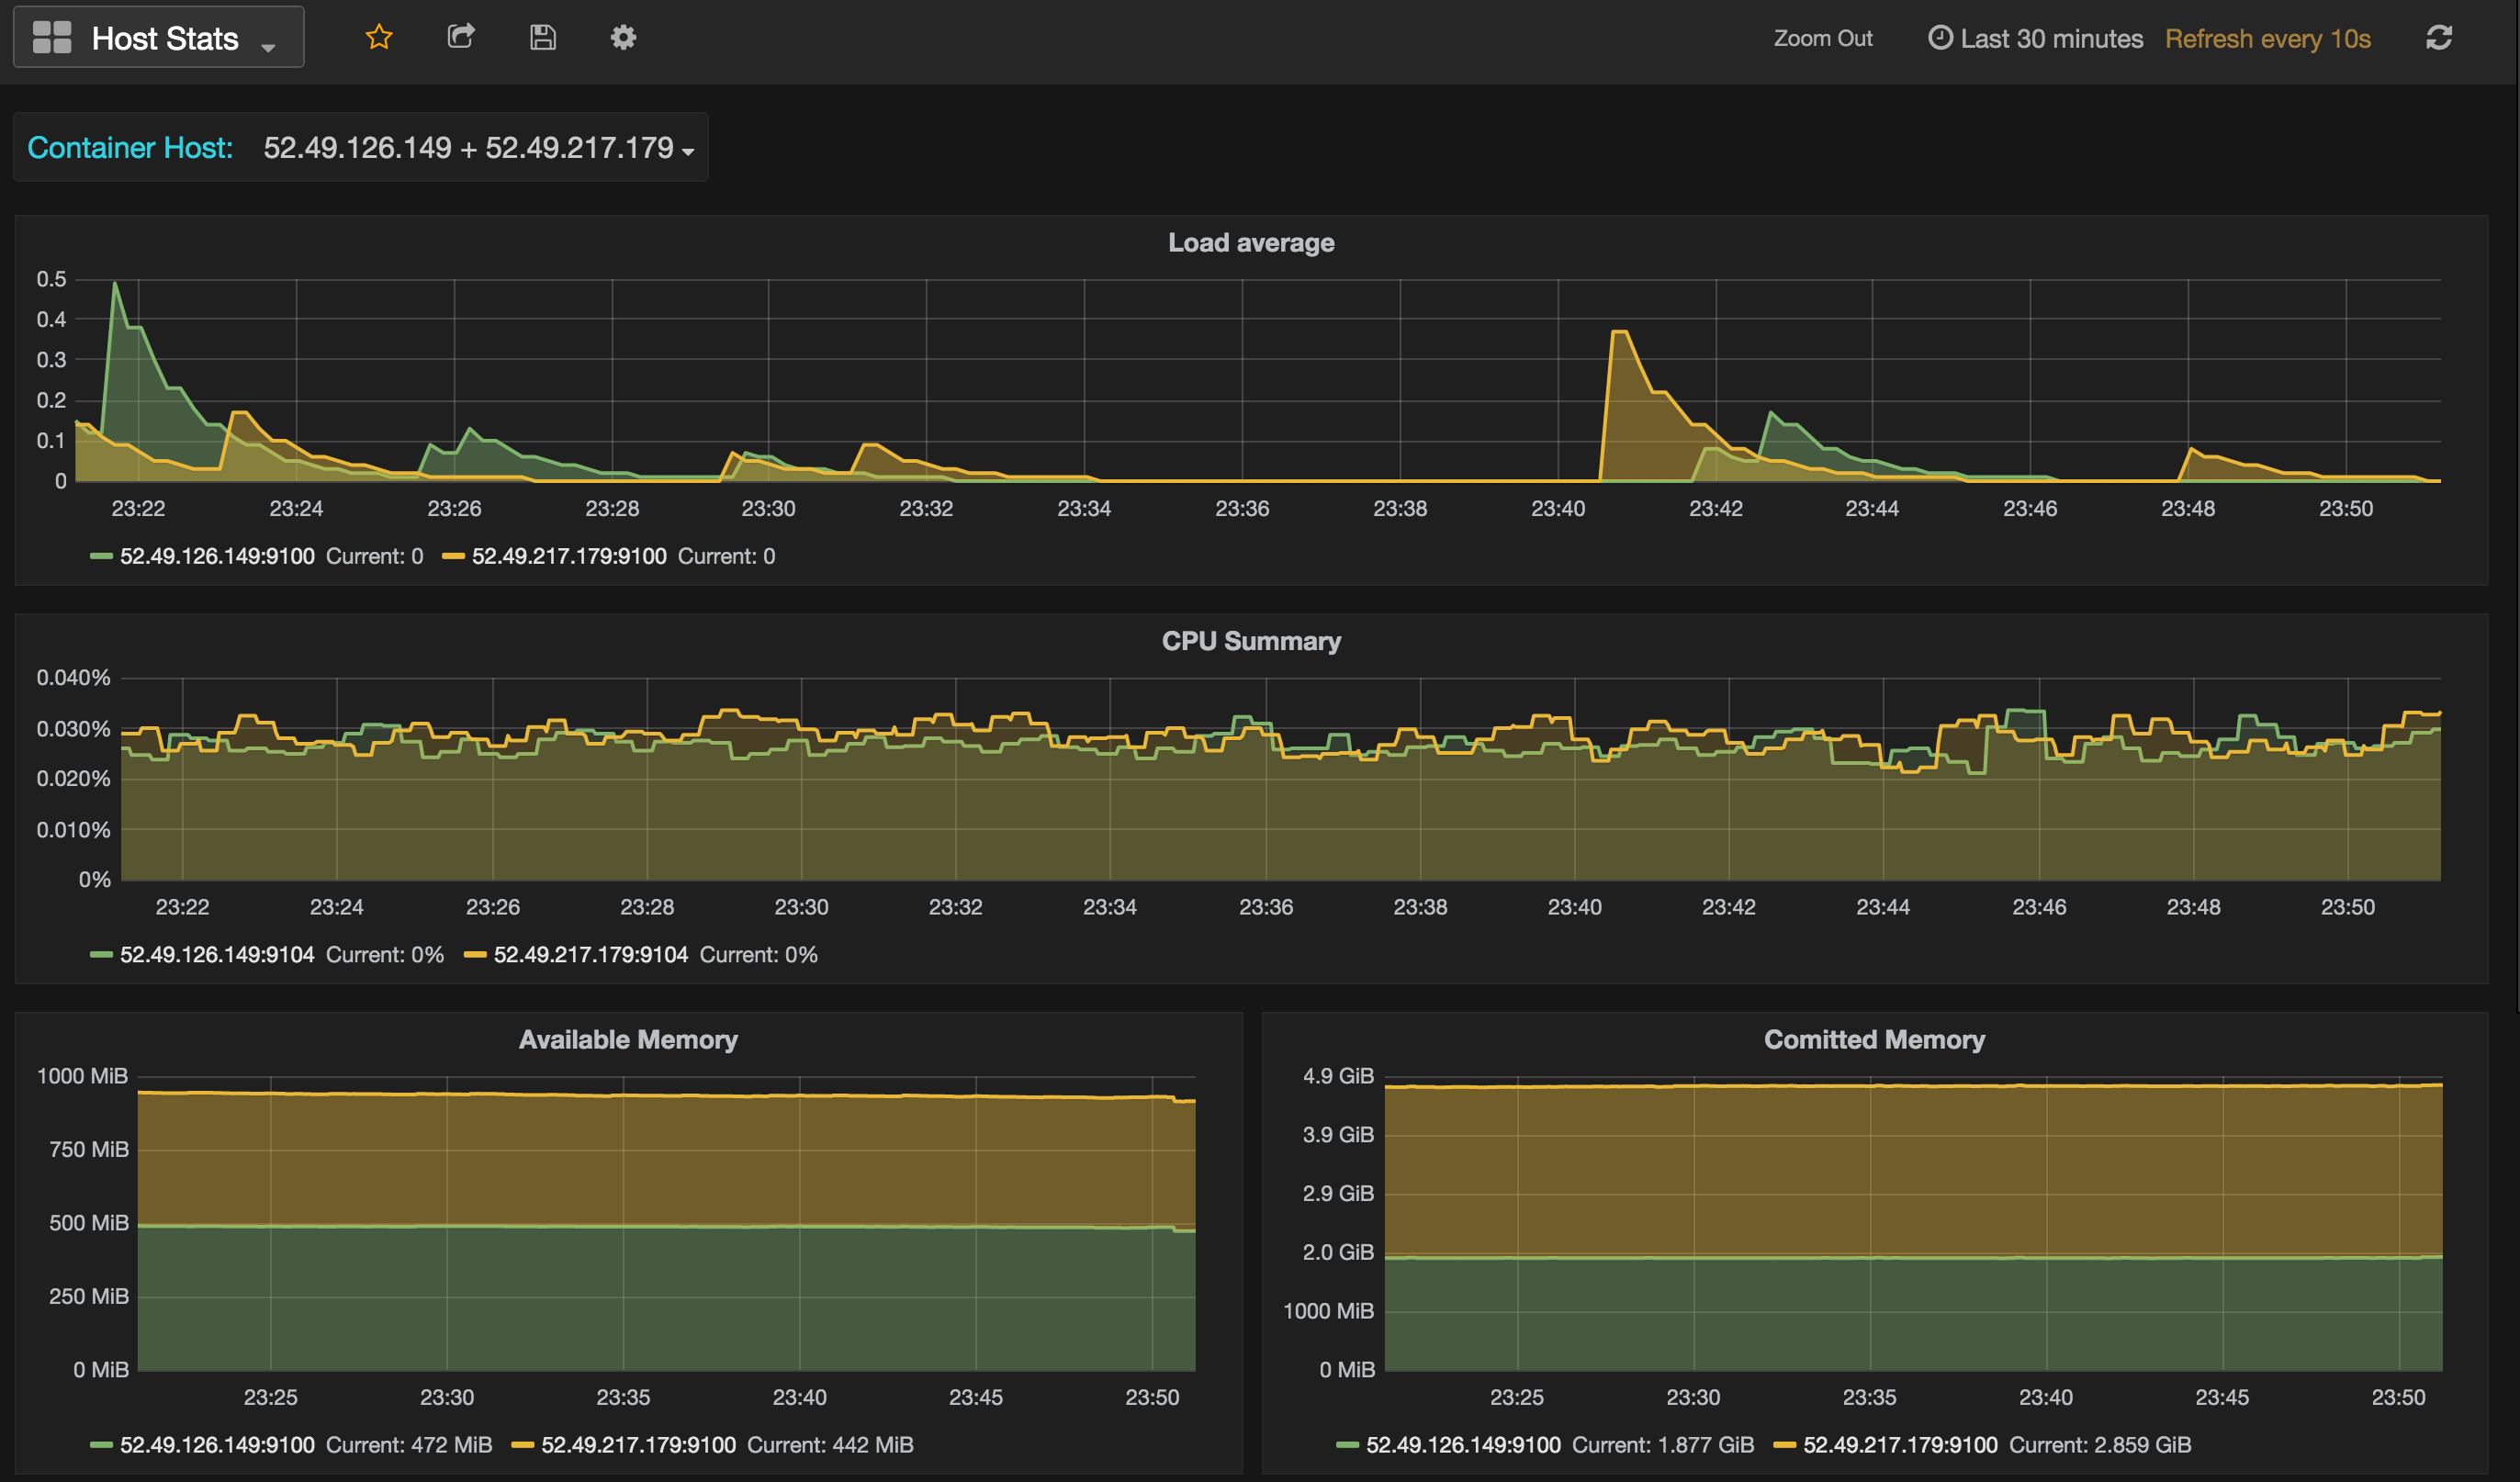 Host Stats
Zoom Out Last 30 minutes Refresh every 10s
Container Host: 52.49.126.149 + 52.49.217.179
Load average
0.5
0.4
0.3
0.2
0.1
0
23:22 23:24 23:26 23:28 23:30 23:32 23:34 23:36 23:38 23:40 23:42 23:44 23:46 23:48 23:50
52.49.126.149:9100 Current: 0 52.49.217.179:9100 Current: 0
CPU Summary
0.040%
0.030%
0.020%
0.010%
0%
23:22 23:24 23:26 23:28 23:30 23:32 23:34 23:36 23:38 23:40 23:42 23:44 23:46 23:48 23:50
52.49.126.149:9104 Current: 0% 52.49.217.179:9104 Current: 0%
Available Memory
1000 MiB
750 MiB
500 MiB
250 MiB
0 MiB
23:25 23:30 23:35 23:40 23:45 23:50
52.49.126.149:9100 Current: 472 MiB 52.49.217.179:9100 Current: 442 MiB
Comitted Memory
4.9 GiB
3.9 GiB
2.9 GiB
2.0 GiB
1000 MiB
0 MiB
23:25 23:30 23:35 23:40 23:45 23:50
52.49.126.149:9100 Current: 1.877 GiB 52.49.217.179:9100 Current: 2.859 GiB